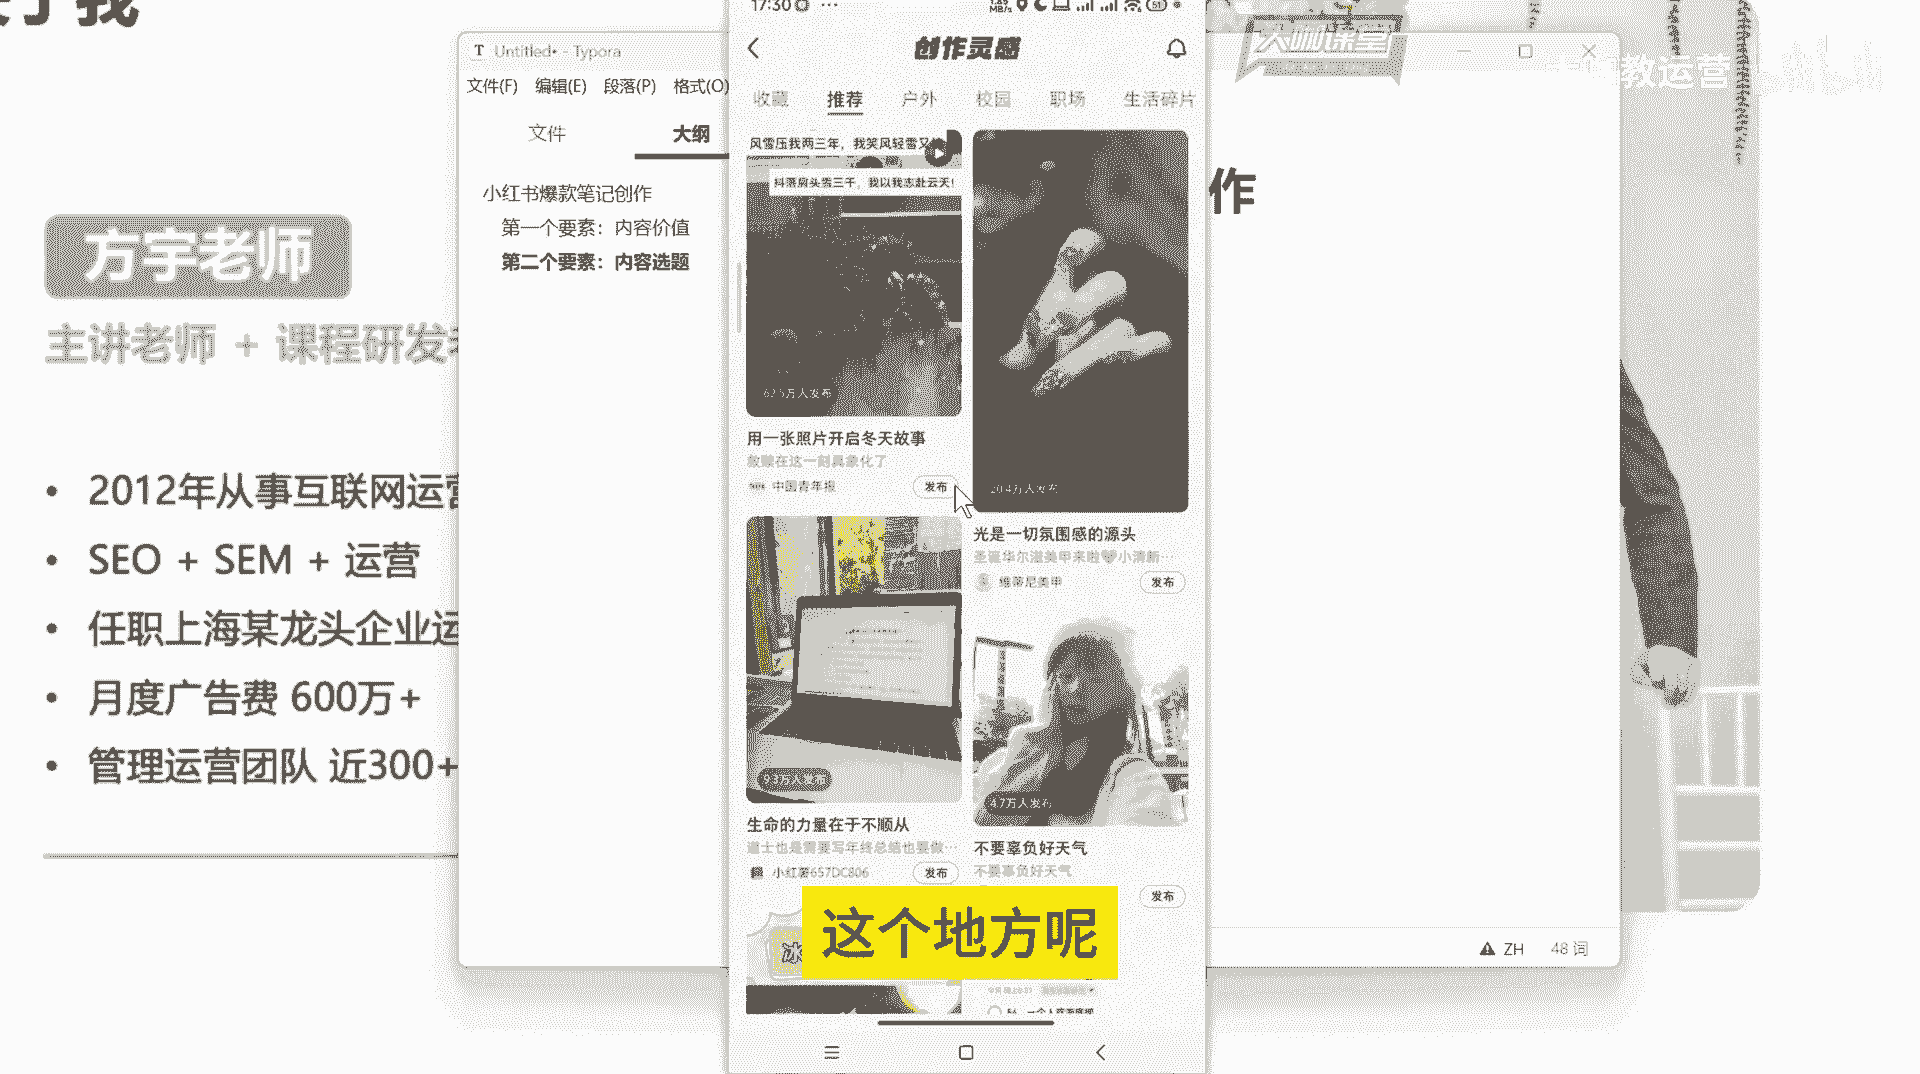 我
方宇老师
主讲老师 + 课程研发
2012年从事互联网运营
SEO + SEM + 运营
任职上海某龙头企业运
月度广告费 600万+
管理运营团队 近300+
Untitled• - Typora
文件(F) 编辑(E) 段落(P) 格式(O)
文件 大纲
小红书爆款笔记创作
第一个要素：内容价值
第二个要素：内容选题
17:30
创作灵感
收藏 推荐 户外 校园 职场 生活碎片
风雪压我两三年，我笑风轻雪又
抖落肩头雪三千，我以我志赴云天!
62.5万人发布
用一张照片开启冬天故事
救赎在这一刻具象化了
中国青年报 发布
20.4万人发布
光是一切氛围感的源头
小清新…
维蒂尼美甲 发布
9.3万人发布
生命的力量在于不顺从
道士也是需要写年终总结也要做…
小红薯657DC806 发布
4.7万人发布
不要辜负好天气
不要辜负好天气
发布
这个地方呢
作
大咖课堂
教运营
ZH 48 词